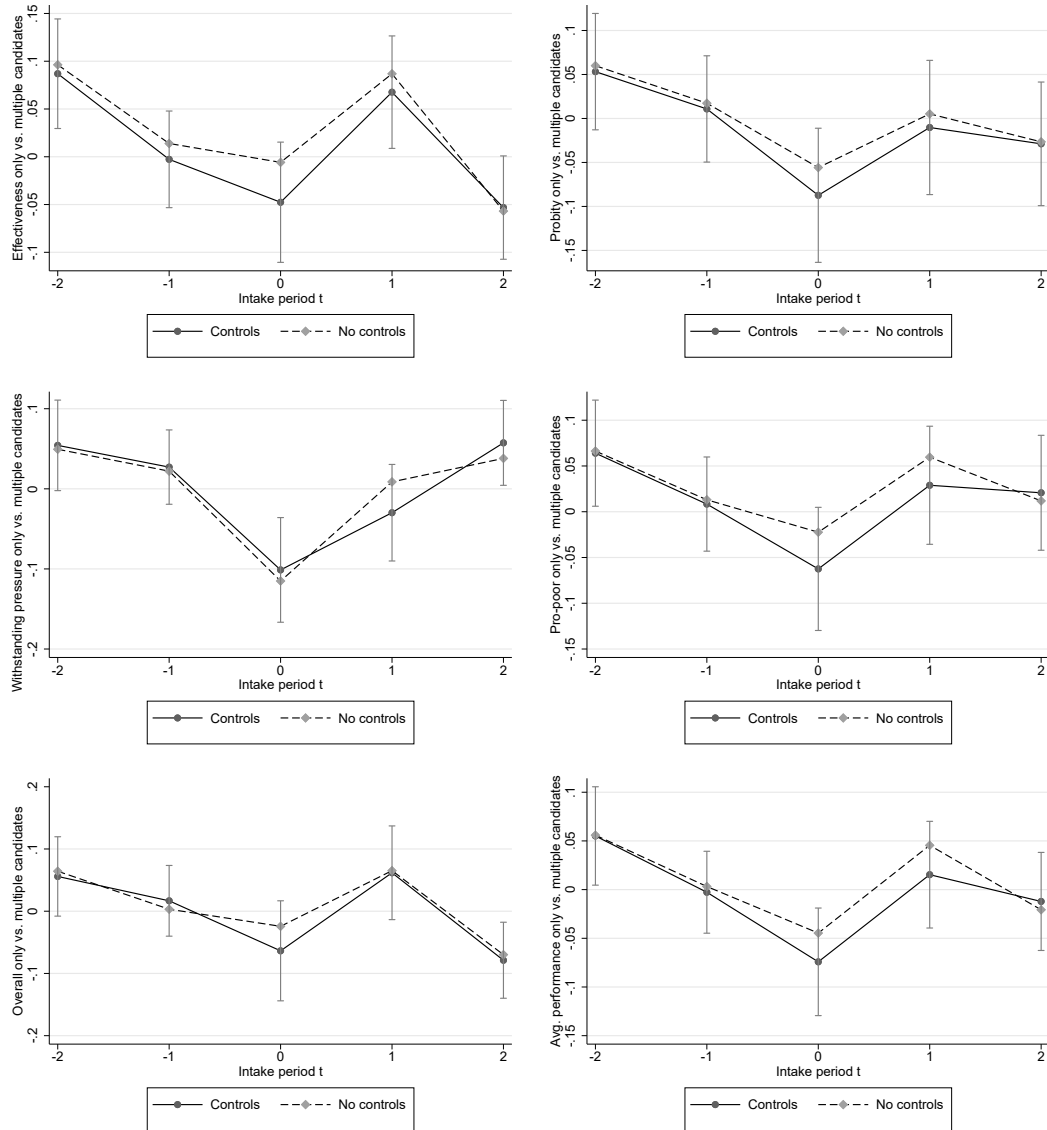 Effectiveness only vs. multiple candidates
.15
.1
.05
0
-.05
-.1
-2 -1 0 1 2
Intake period t
Controls No controls
Probity only vs. multiple candidates
.1
.05
0
-.05
-.1
-.15
-2 -1 0 1 2
Intake period t
Controls No controls
Withstanding pressure only vs. multiple candidates
.1
0
-.1
-.2
-2 -1 0 1 2
Intake period t
Controls No controls
Pro-poor only vs. multiple candidates
.1
.05
0
-.05
-.1
-.15
-2 -1 0 1 2
Intake period t
Controls No controls
Overall only vs. multiple candidates
.2
.1
0
-.1
-.2
-2 -1 0 1 2
Intake period t
Controls No controls
Avg. performance only vs. multiple candidates
.1
.05
0
-.05
-.1
-.15
-2 -1 0 1 2
Intake period t
Controls No controls